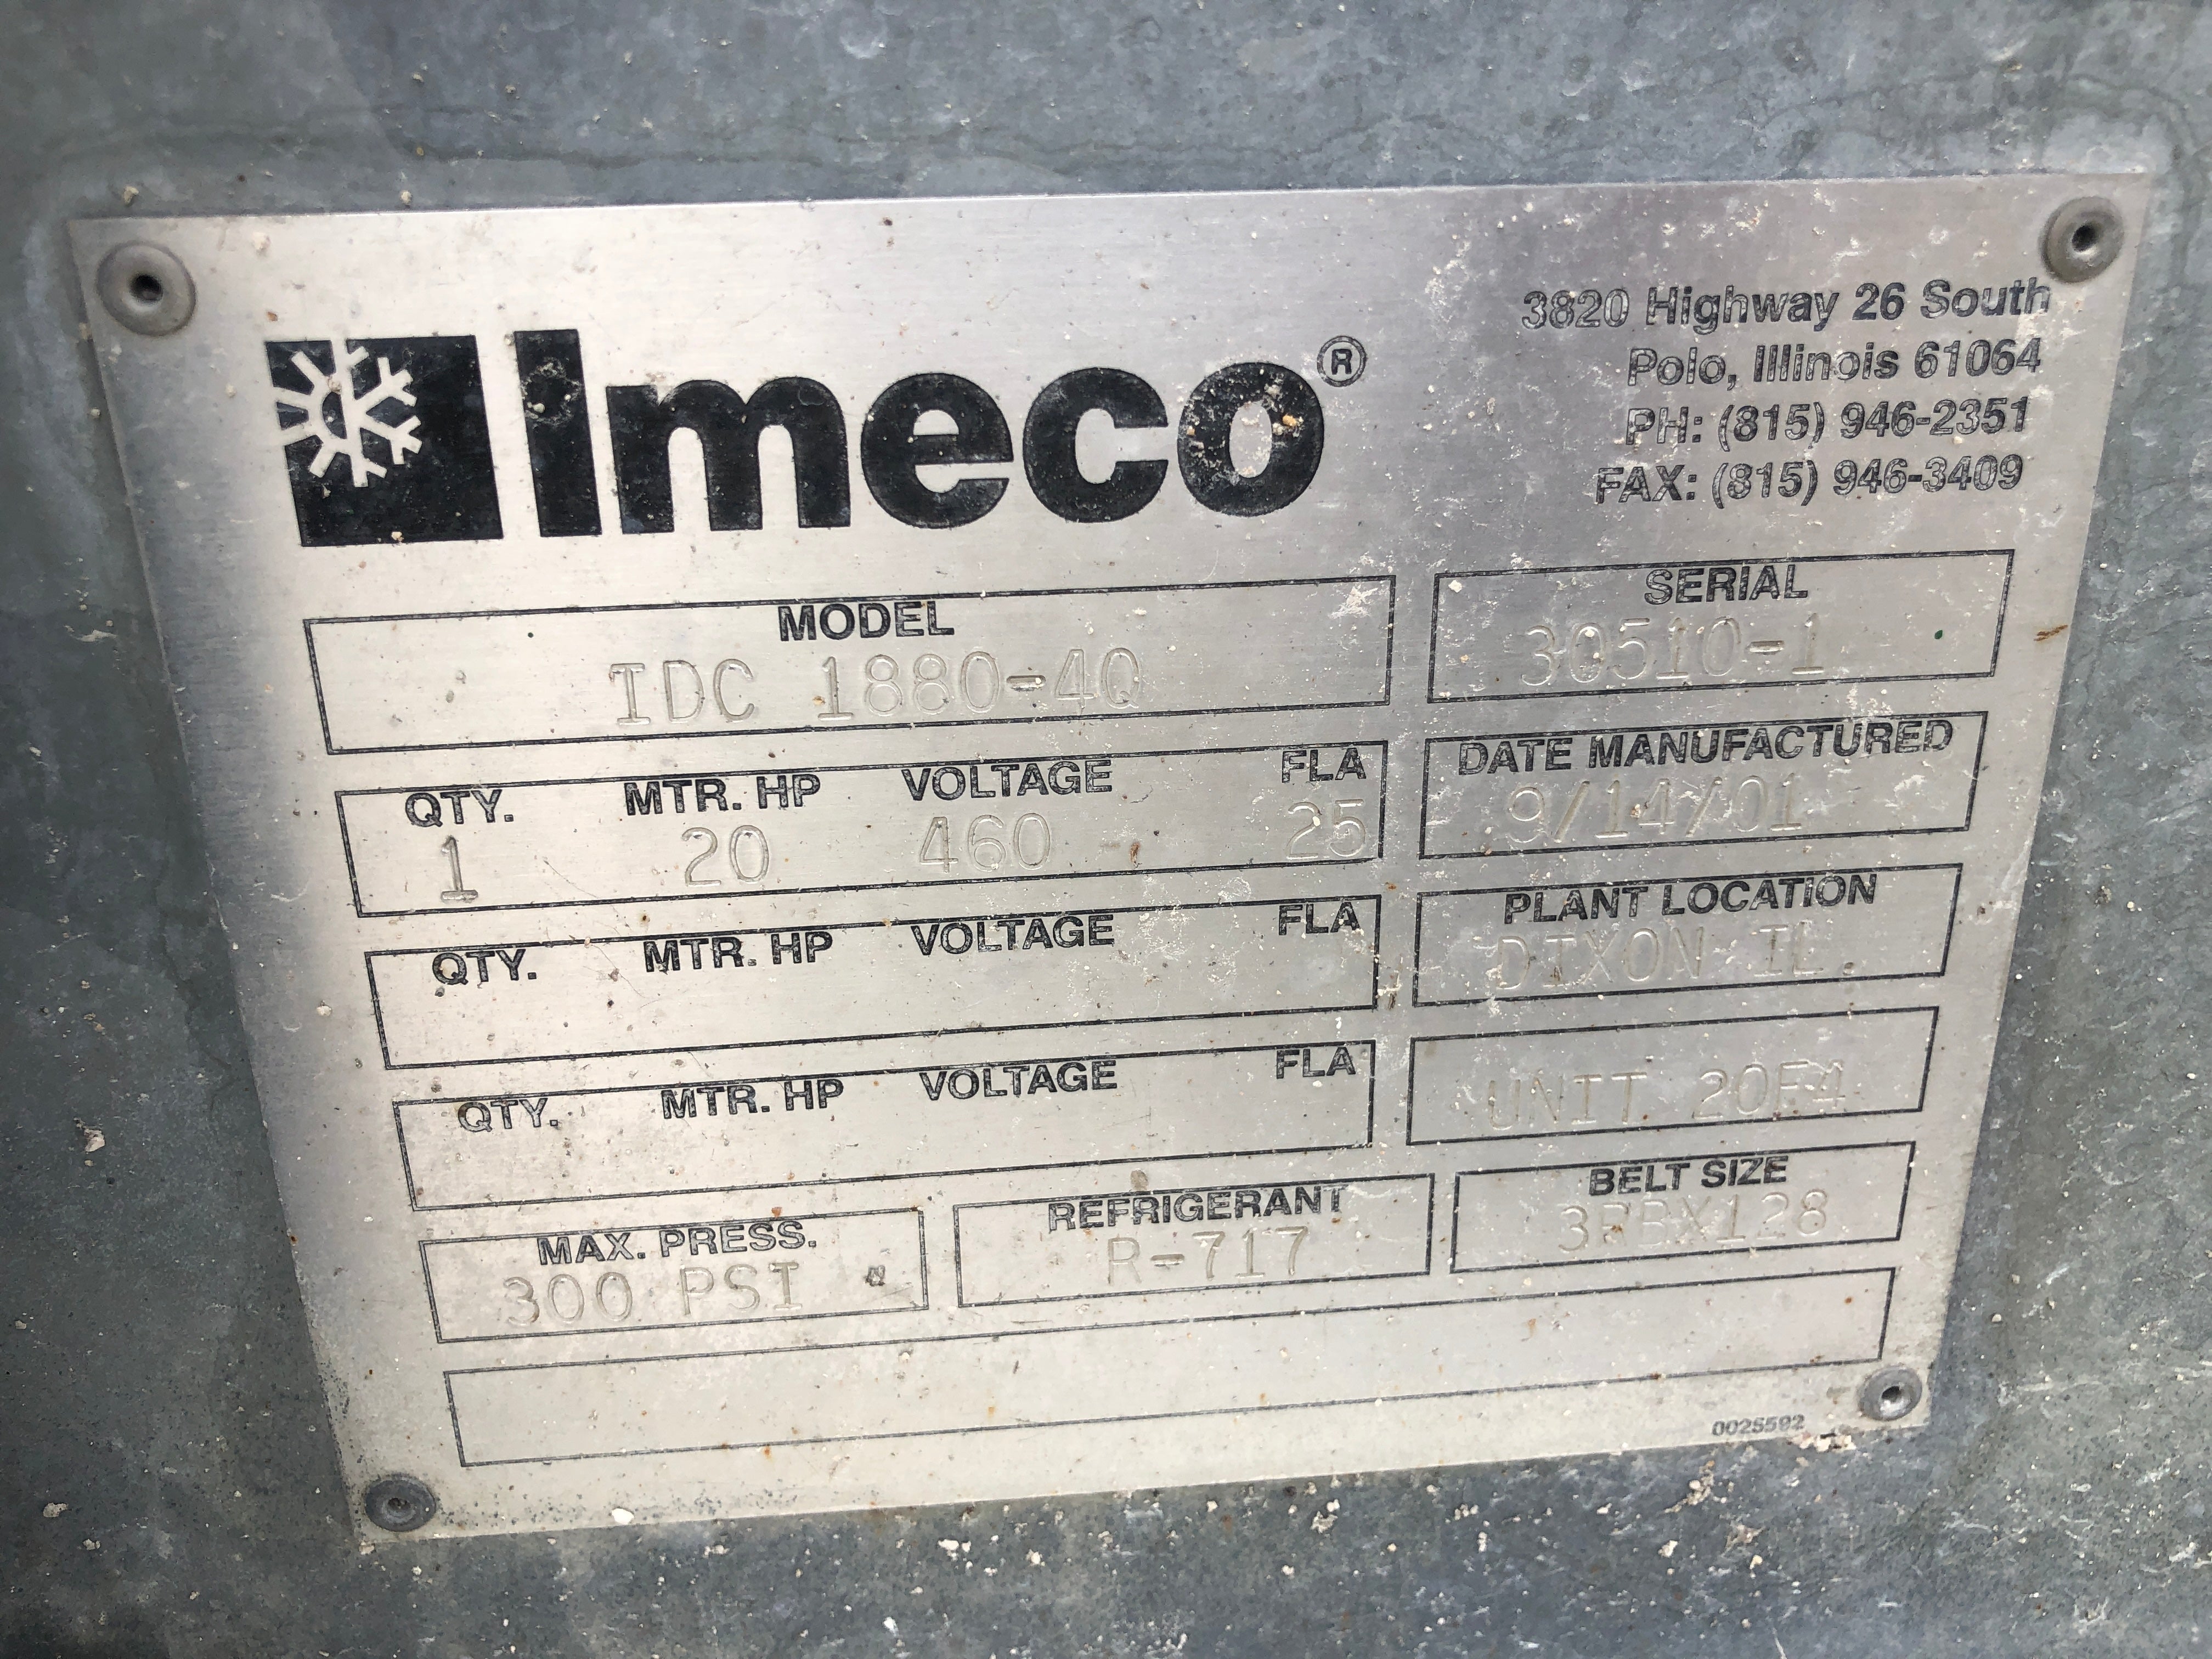 Imeco®
3820 Highway 26 South
Polo, Illinois 61064
PH: (815) 946-2351
FAX: (815) 946-3409
MODEL
IDC 1880-4Q
SERIAL
30510-1
QTY. MTR. HP VOLTAGE FLA
1 20 460 25
DATE MANUFACTURED
9/14/01
QTY. MTR. HP VOLTAGE FLA
PLANT LOCATION
DIXON IL.
QTY. MTR. HP VOLTAGE FLA
UNIT 20F4
MAX. PRESS.
300 PSI
REFRIGERANT
R-717
BELT SIZE
3RBX128
0025592